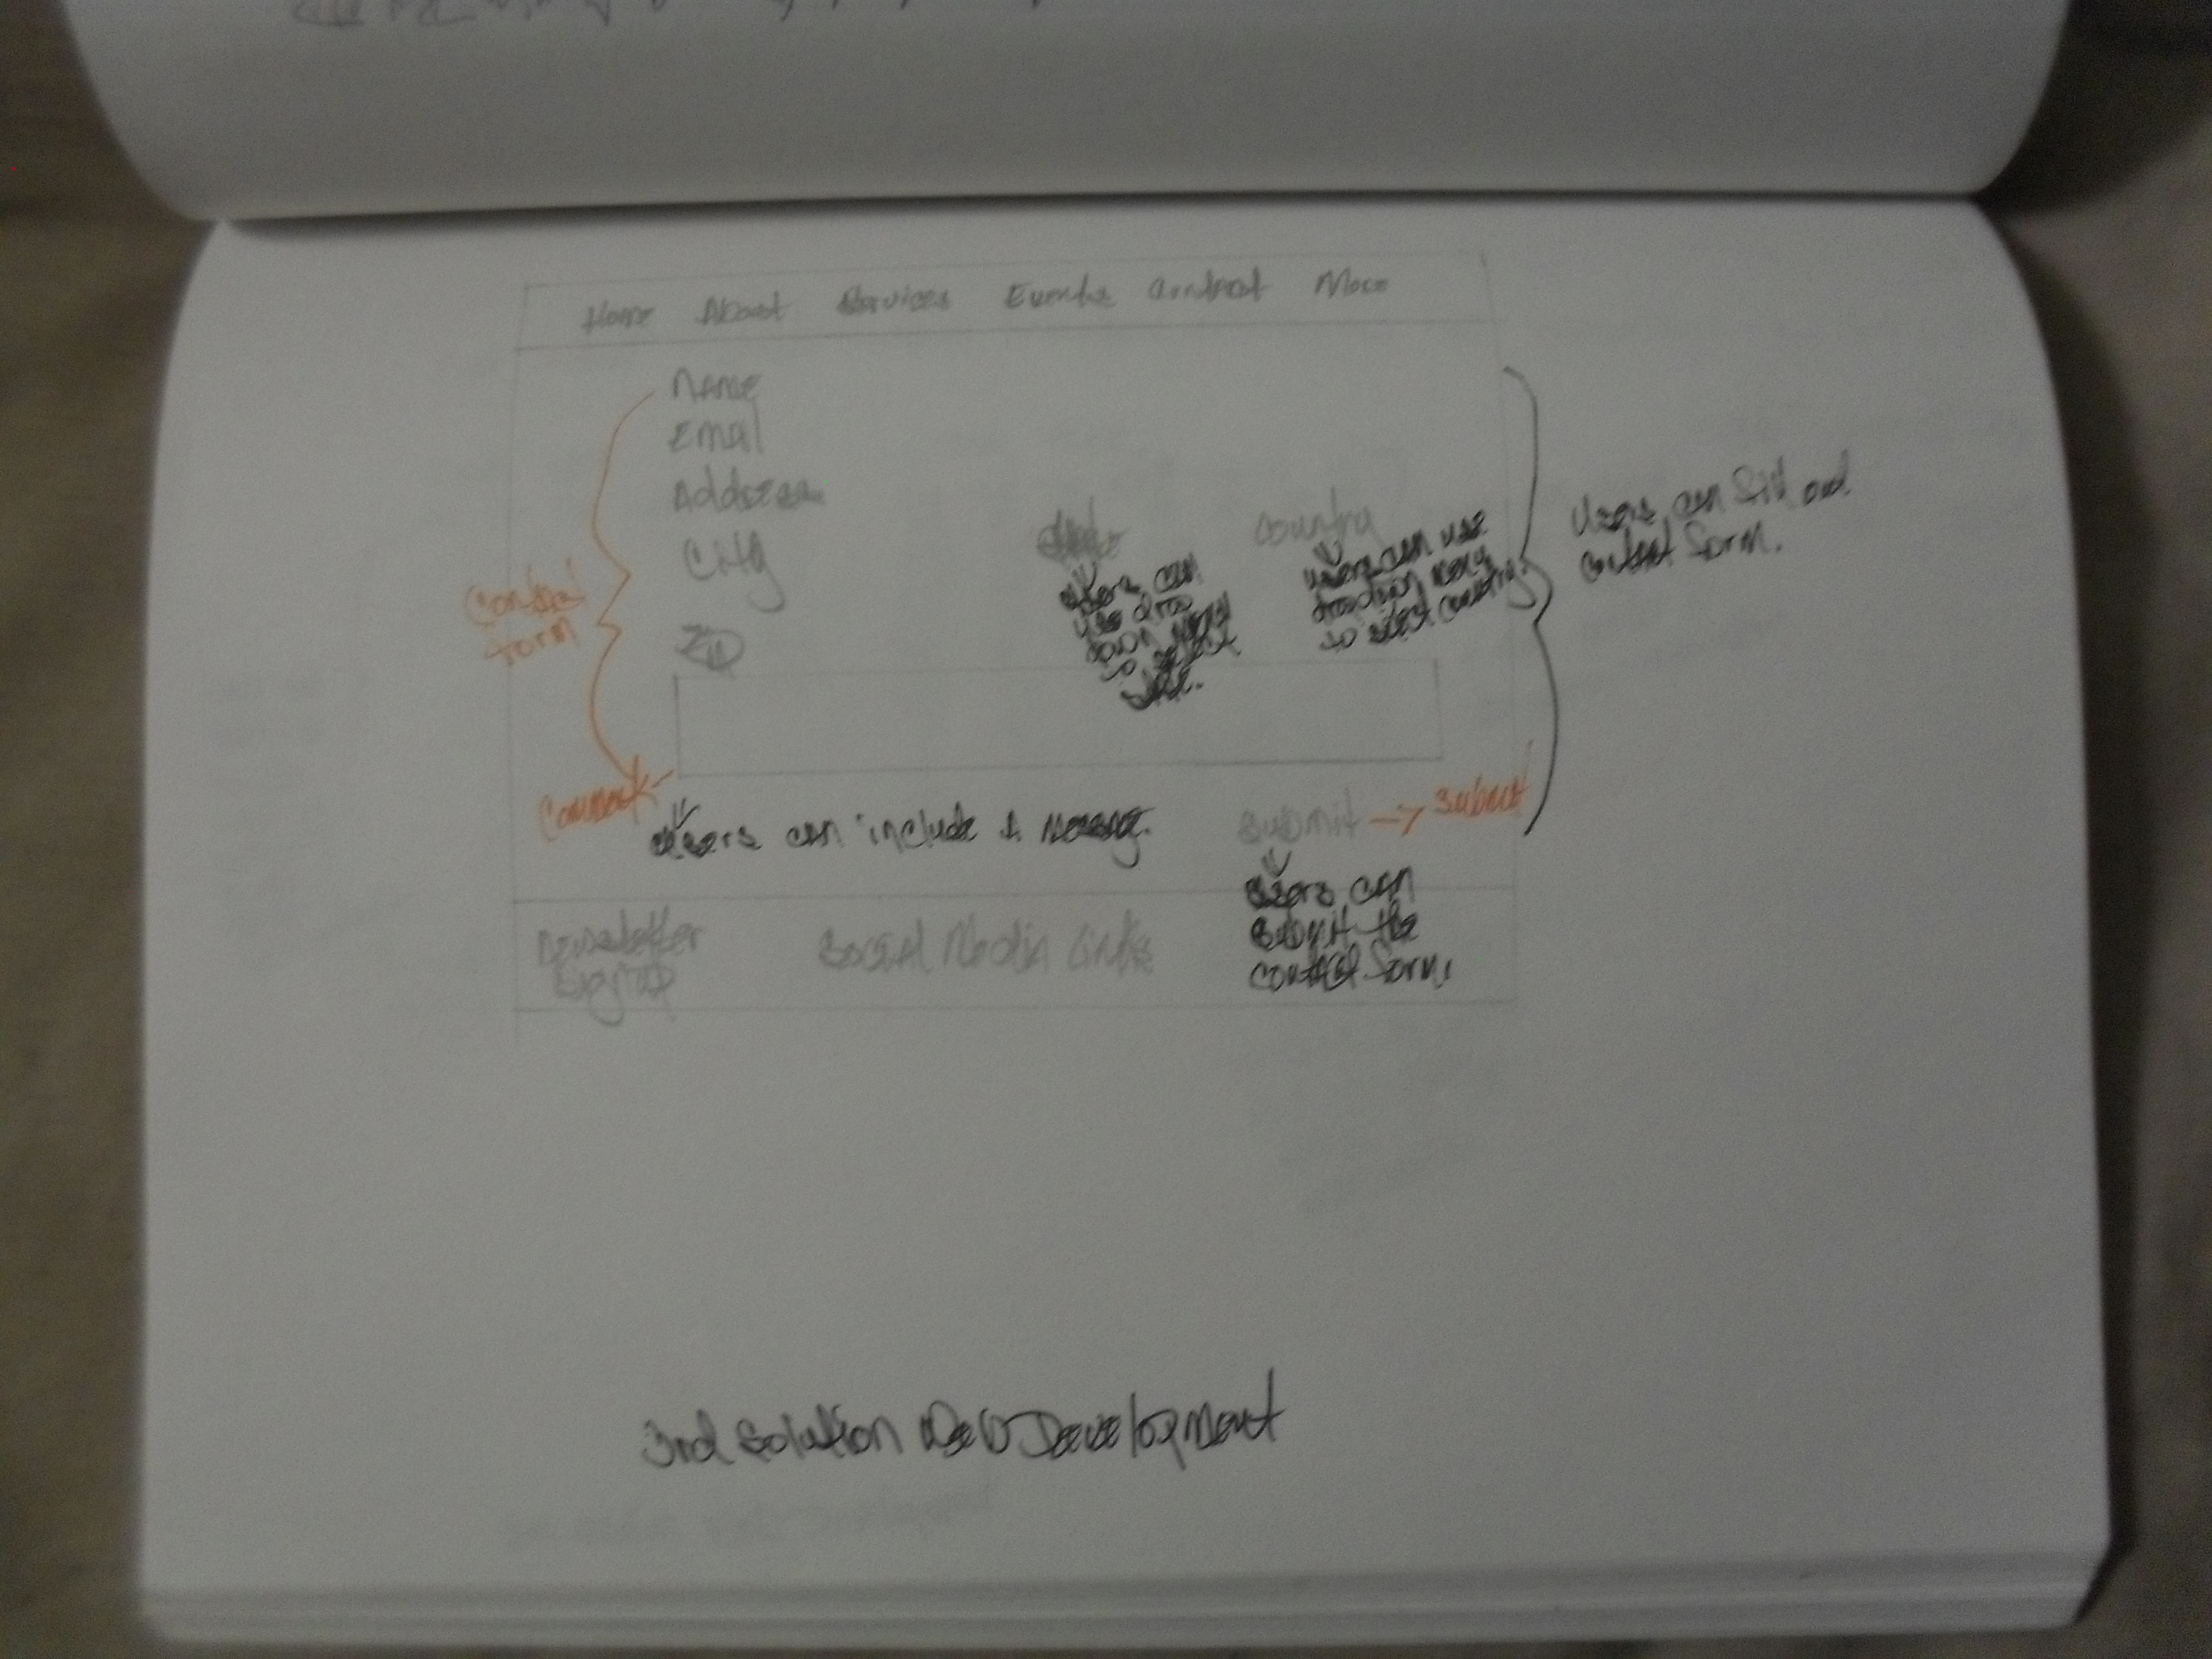 Home About Services Events Contact More
Name
Email
Address
City State Country
Zip
Contact
Form
Users can
use drop
down menu
to select
state.
Users can use
dropdown menu
to select country.
Users can fill out
contact form.
Comment
Users can include a message.
Submit → Submit
Users can
submit the
contact form.
Newsletter
Signup
Social Media Links
3rd Solution Web Development